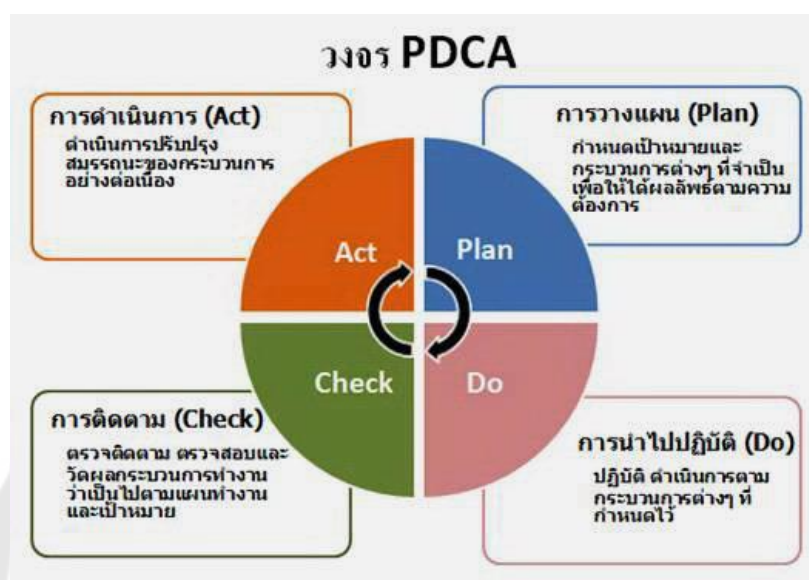 วงจร PDCA
การดำเนินการ (Act)
ดำเนินการปรับปรุง
สมรรถนะของกระบวนการ
อย่างต่อเนื่อง
การวางแผน (Plan)
กำหนดเป้าหมายและ
กระบวนการต่างๆ ที่จำเป็น
เพื่อให้ได้ผลลัพธ์ตามความ
ต้องการ
Act
Plan
Check
Do
การติดตาม (Check)
ตรวจติดตาม ตรวจสอบและ
วัดผลกระบวนการทำงาน
ว่าเป็นไปตามแผนทำงาน
และเป้าหมาย
การนำไปปฏิบัติ (Do)
ปฏิบัติ ดำเนินการตาม
กระบวนการต่างๆ ที่
กำหนดไว้